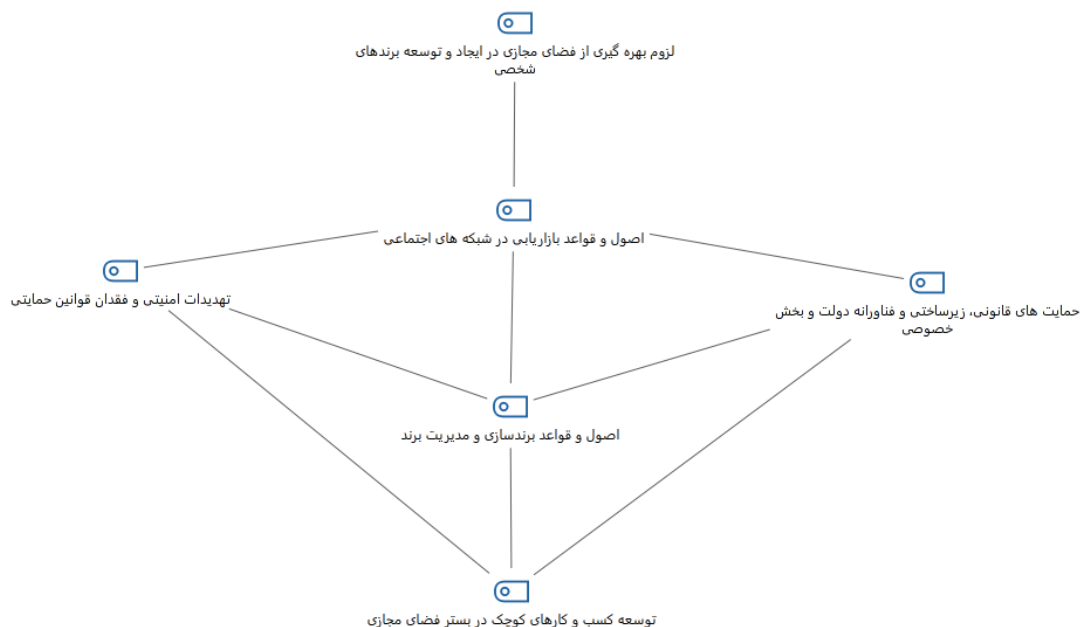 لزوم بهره گیری از فضای مجازی در ایجاد و توسعه برندهای
شخصی
اصول و قواعد بازاریابی در شبکه های اجتماعی
تهدیدات امنیتی و فقدان قوانین حمایتی
حمایت های قانونی، زیرساختی و فناورانه دولت و بخش
خصوصی
اصول و قواعد برندسازی و مدیریت برند
توسعه کسب و کارهای کوچک در بستر فضای مجازی